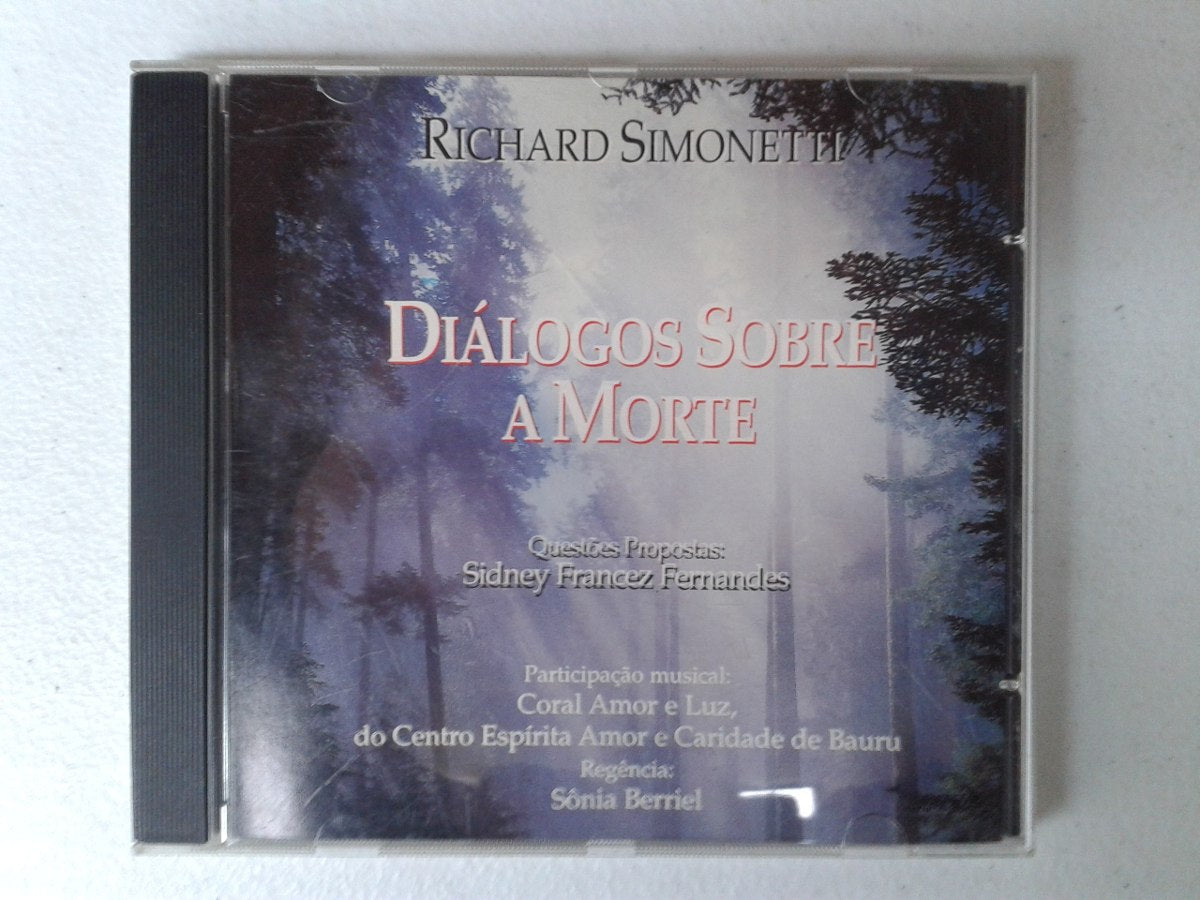 RICHARD SIMONETTI
DIÁLOGOS SOBRE
A MORTE
Questões Propostas:
Sidney Francez Fernandes
Participação musical:
Coral Amor e Luz,
do Centro Espírita Amor e Caridade de Bauru
Regência:
Sônia Berriel